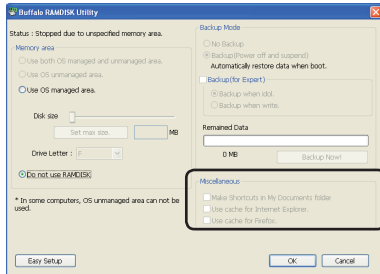 Buffalo RAMDISK Utility
Status : Stopped due to unspecified memory area.
Memory area
Use both OS managed and unmanaged area.
Use OS unmanaged area.
Use OS managed area.
Disk size
Set max size.
MB
Drive Letter : F
Do not use RAMDISK
* In some computers, OS unmanaged area can not be
used.
Easy Setup
Backup Mode
No Backup
Backup(Power off and suspend)
Automatically restore data when boot.
Backup(for Expert)
Backup when idol.
Backup when write.
Remained Data
0 MB
Backup Now!
Miscellaneous
Make Shortcuts in My Documents folder
Use cache for Internet Explorer.
Use cache for Firefox.
OK
Cancel